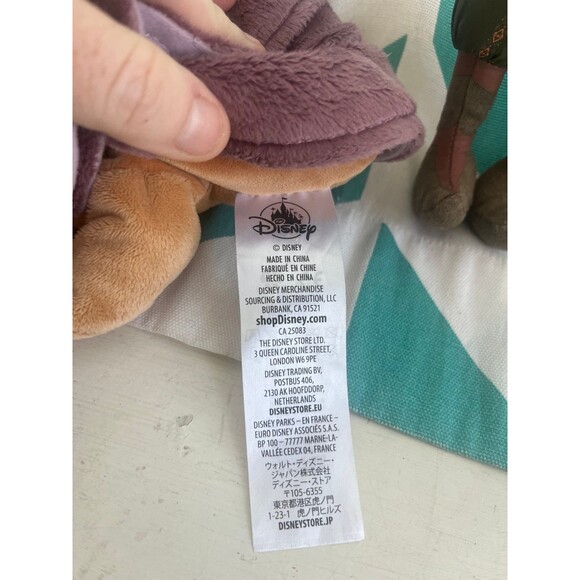 Disney
© DISNEY
MADE IN CHINA
FABRIQUÉ EN CHINE
HECHO EN CHINA
DISNEY MERCHANDISE
SOURCING & DISTRIBUTION, LLC
BURBANK, CA 91521
shopDisney.com
CA 25083
THE DISNEY STORE LTD.
3 QUEEN CAROLINE STREET,
LONDON W6 9PE
DISNEY TRADING BV,
POSTBUS 406,
2130 AK HOOFDDORP,
NETHERLANDS
DISNEYSTORE.EU
DISNEY PARKS – EN FRANCE –
EURO DISNEY ASSOCIÉS S.A.S.
BP 100 – 77777 MARNE-LA-
VALLÉE CEDEX 04, FRANCE
ウォルト・ディズニー・
ジャパン株式会社
ディズニー・ストア
〒105-6355
東京都港区虎ノ門
1-23-1 虎ノ門ヒルズ
DISNEYSTORE.JP